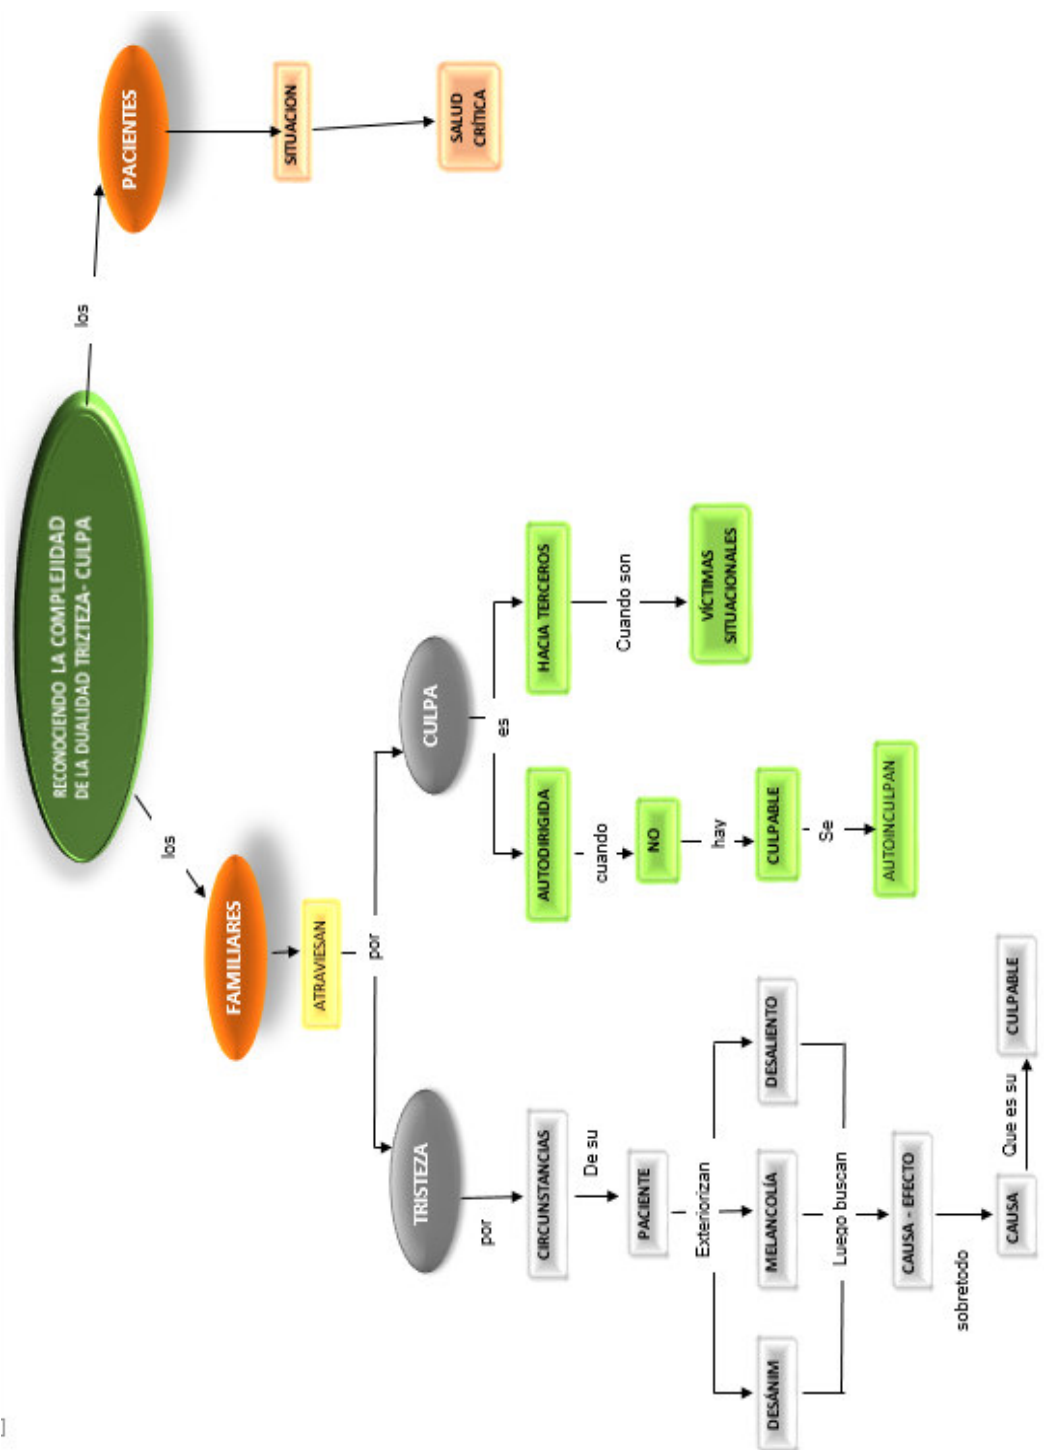 RECONOCIENDO LA COMPLEJIDAD
DE LA DUALIDAD TRIZTEZA- CULPA
los
los
FAMILIARES
PACIENTES
ATRAVIESAN
SITUACION
por
SALUD
CRÍTICA
TRISTEZA
CULPA
por
es
CIRCUNSTANCIAS
AUTODIRIGIDA
HACIA TERCEROS
De su
cuando
Cuando son
PACIENTE
NO
VÍCTIMAS
SITUACIONALES
Exteriorizan
hay
DESÁNIM
MELANCOLÍA
DESALIENTO
CULPABLE
Luego buscan
Se
CAUSA - EFECTO
AUTOINCULPAN
sobretodo
CAUSA
Que es su
CULPABLE